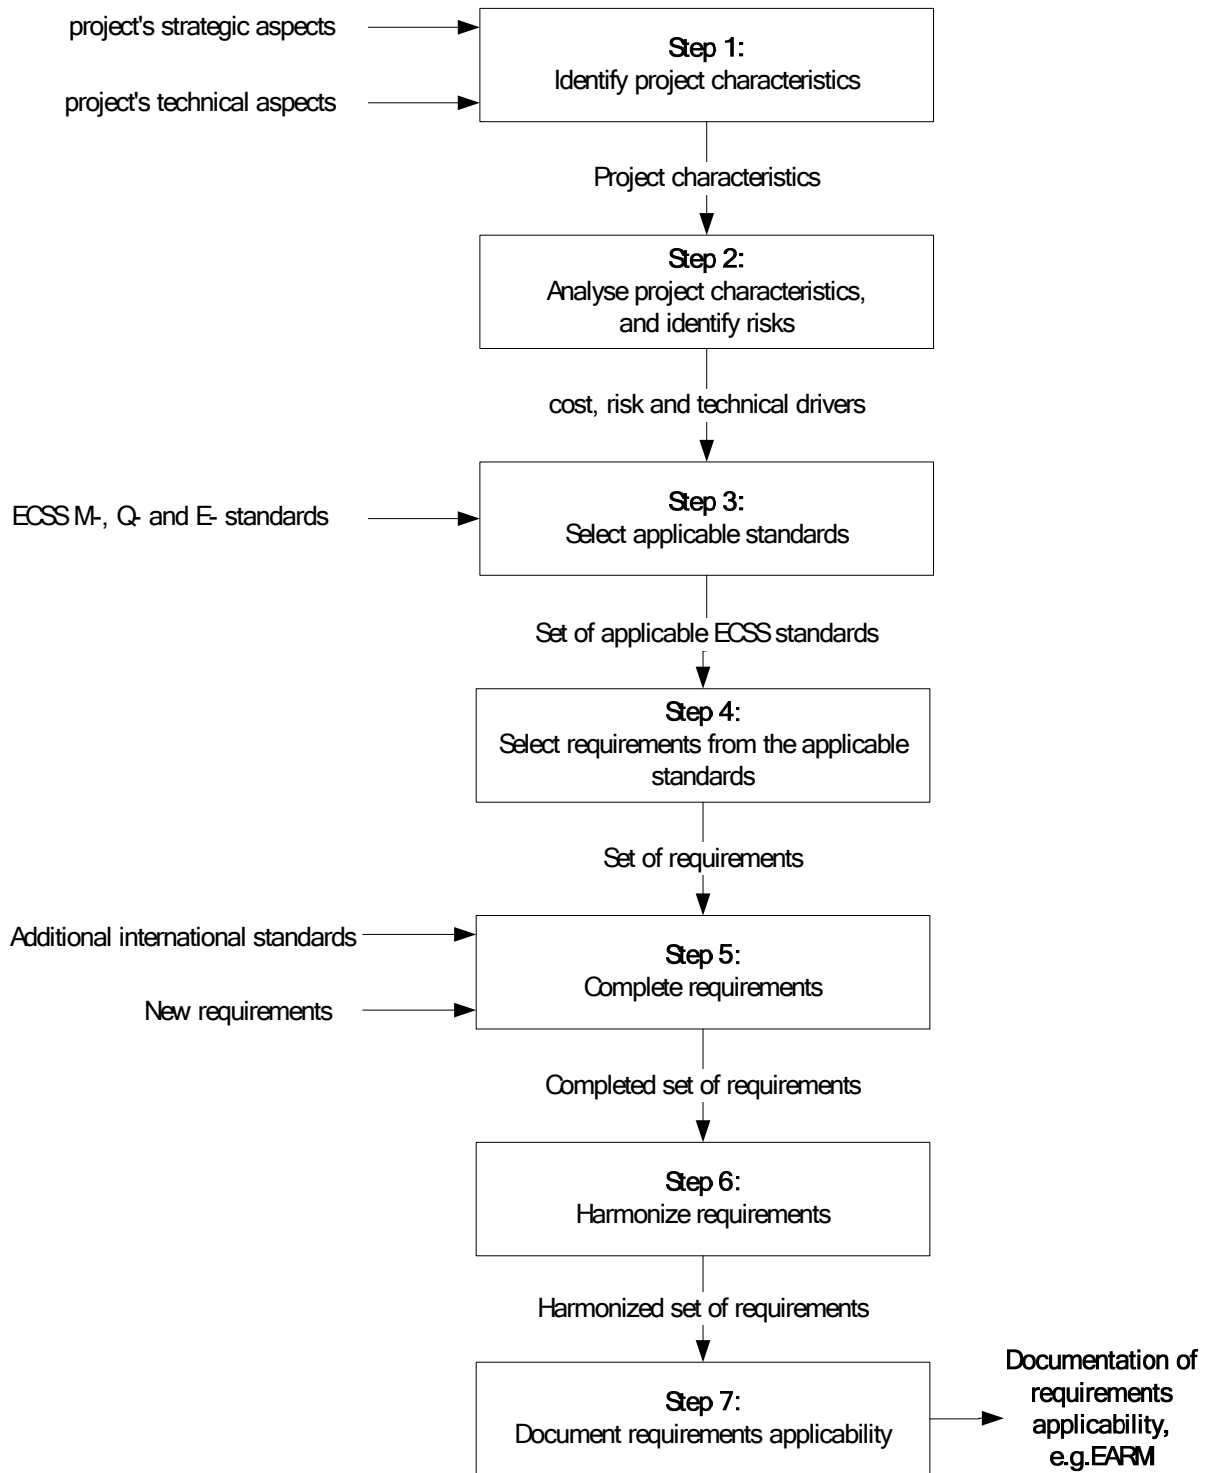 project's strategic aspects
project's technical aspects
Step 1:
Identify project characteristics
Project characteristics
Step 2:
Analyse project characteristics,
and identify risks
cost, risk and technical drivers
ECSS M-, Q- and E- standards
Step 3:
Select applicable standards
Set of applicable ECSS standards
Step 4:
Select requirements from the applicable
standards
Set of requirements
Additional international standards
New requirements
Step 5:
Complete requirements
Completed set of requirements
Step 6:
Harmonize requirements
Harmonized set of requirements
Step 7:
Document requirements applicability
Documentation of
requirements
applicability,
e.g.EARM